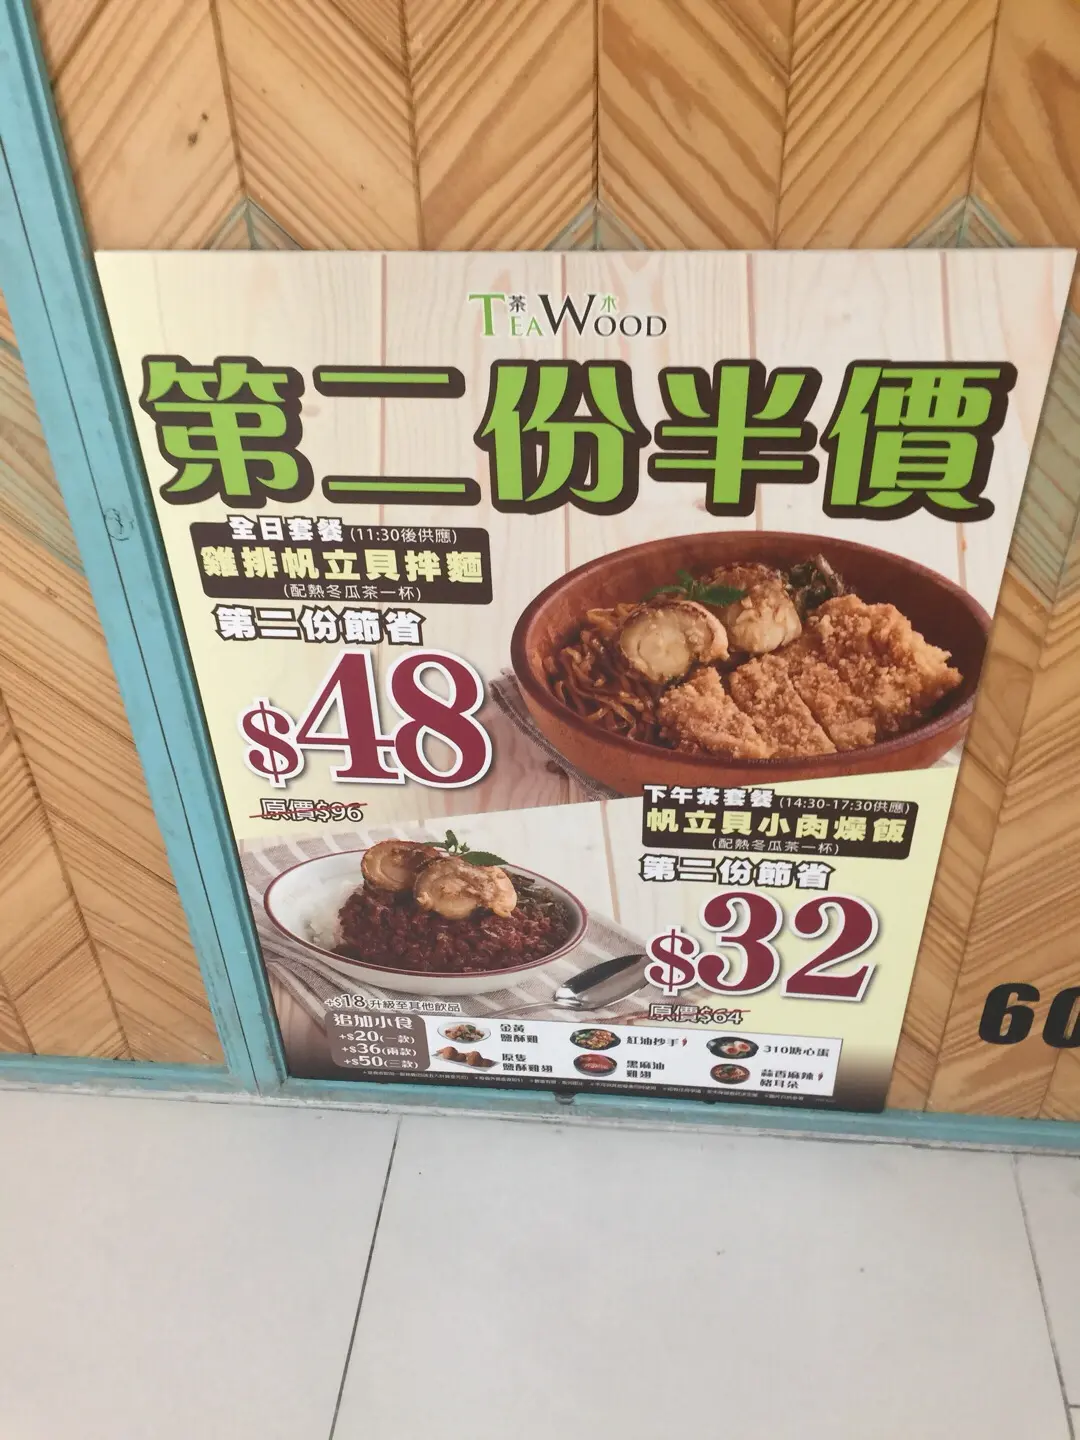 茶 木
TEA WOOD
第二份半價
全日套餐 (11:30後供應)
雞排帆立貝拌麵
(配熱冬瓜茶一杯)
第二份節省
$48
原價$96
下午茶套餐 (14:30-17:30供應)
帆立貝小肉燥飯
(配熱冬瓜茶一杯)
第二份節省
$32
原價$64
+$18升級至其他飲品
追加小食
+$20(一款)
+$36(兩款)
+$50(三款)
金黃
鹽酥雞
紅油抄手
310溏心蛋
原隻
鹽酥雞翅
黑麻油
雞翅
蒜香麻辣
豬耳朵
60